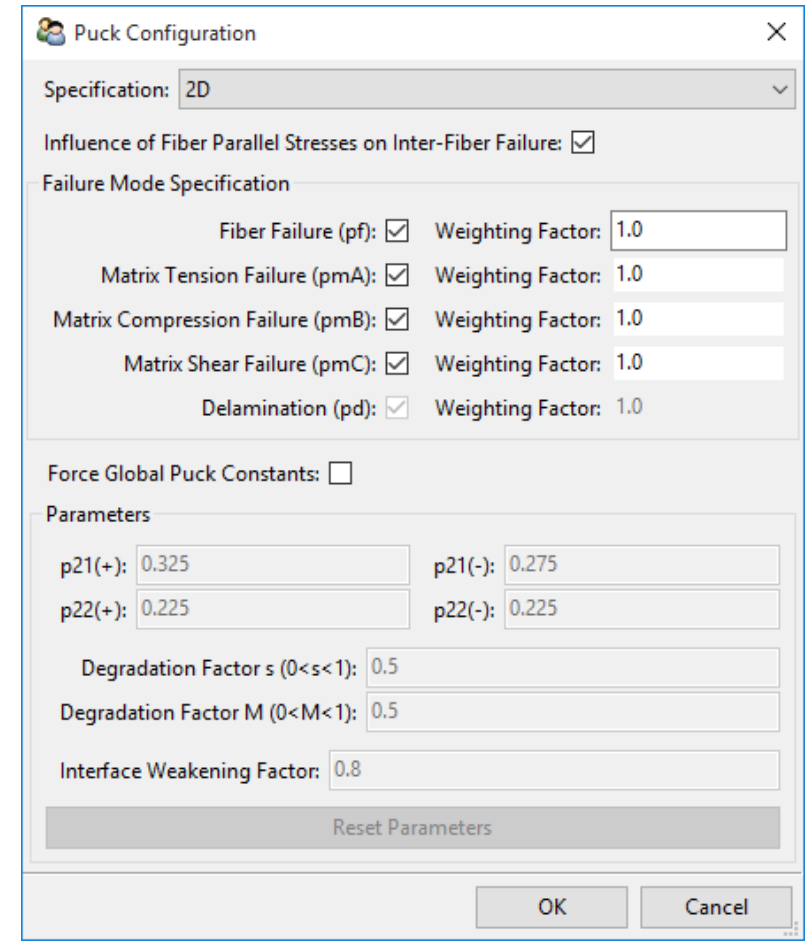 Puck Configuration
Specification: 2D
Influence of Fiber Parallel Stresses on Inter-Fiber Failure:
Failure Mode Specification
Fiber Failure (pf): Weighting Factor: 1.0
Matrix Tension Failure (pmA): Weighting Factor: 1.0
Matrix Compression Failure (pmB): Weighting Factor: 1.0
Matrix Shear Failure (pmC): Weighting Factor: 1.0
Delamination (pd): Weighting Factor: 1.0
Force Global Puck Constants:
Parameters
p21(+): 0.325 p21(-): 0.275
p22(+): 0.225 p22(-): 0.225
Degradation Factor s (0<s<1): 0.5
Degradation Factor M (0<M<1): 0.5
Interface Weakening Factor: 0.8
Reset Parameters
OK Cancel